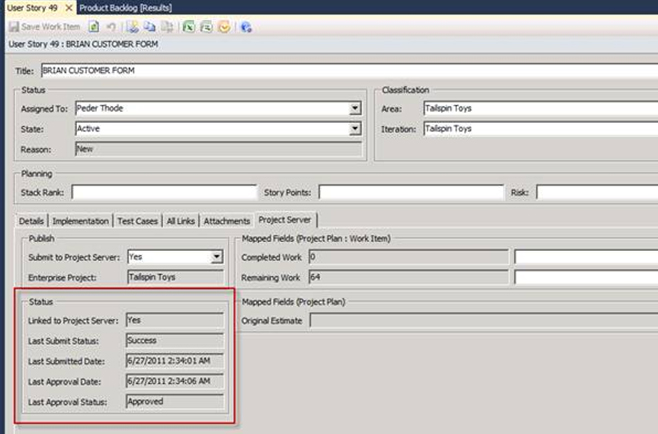 User Story 49 Product Backlog [Results]
Save Work Item
User Story 49 : BRIAN CUSTOMER FORM
Title: BRIAN CUSTOMER FORM
Status Classification
Assigned To: Peder Thode Area: Tailspin Toys
State: Active Iteration: Tailspin Toys
Reason: New
Planning
Stack Rank: Story Points: Risk:
Details Implementation Test Cases All Links Attachments Project Server
Publish Mapped Fields (Project Plan : Work Item)
Submit to Project Server: Yes Completed Work 0
Enterprise Project: Tailspin Toys Remaining Work 64
Status Mapped Fields (Project Plan)
Linked to Project Server: Yes Original Estimate
Last Submit Status: Success
Last Submitted Date: 6/27/2011 2:34:01 AM
Last Approval Date: 6/27/2011 2:34:06 AM
Last Approval Status: Approved